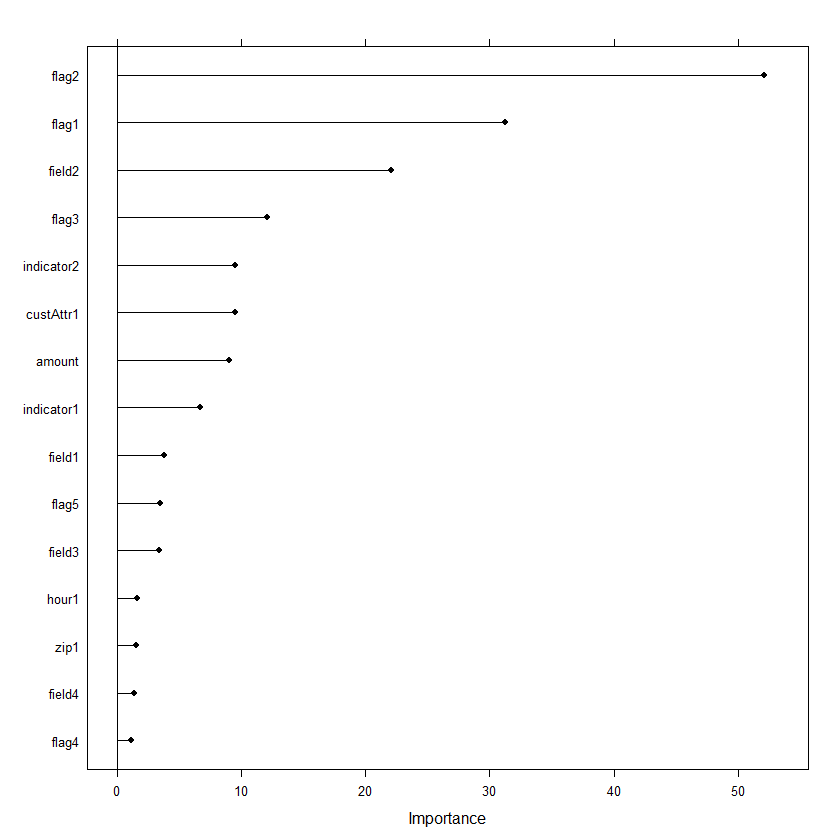 flag2
flag1
field2
flag3
indicator2
custAttr1
amount
indicator1
field1
flag5
field3
hour1
zip1
field4
flag4
0 10 20 30 40 50
Importance